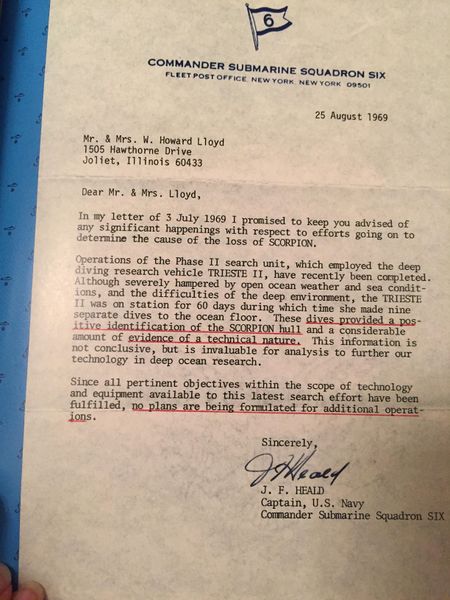 6
COMMANDER SUBMARINE SQUADRON SIX
FLEET POST OFFICE, NEW YORK, NEW YORK 09501
25 August 1969
Mr. & Mrs. W. Howard Lloyd
1505 Hawthorne Drive
Joliet, Illinois 60433
Dear Mr. & Mrs. Lloyd,
In my letter of 3 July 1969 I promised to keep you advised of
any significant happenings with respect to efforts going on to
determine the cause of the loss of SCORPION.
Operations of the Phase II search unit, which employed the deep
diving research vehicle TRIESTE II, have recently been completed.
Although severely hampered by open ocean weather and sea condit-
ions, and the difficulties of the deep environment, the TRIESTE
II was on station for 60 days during which time she made nine
separate dives to the ocean floor. These dives provided a pos-
itive identification of the SCORPION hull and a considerable
amount of evidence of a technical nature. This information is
not conclusive, but is invaluable for analysis to further our
technology in deep ocean research.
Since all pertinent objectives within the scope of technology
and equipment available to this latest search effort have been
fulfilled, no plans are being formulated for additional operat-
ions.
Sincerely,
J F Heald
J. F. HEALD
Captain, U.S. Navy
Commander Submarine Squadron SIX